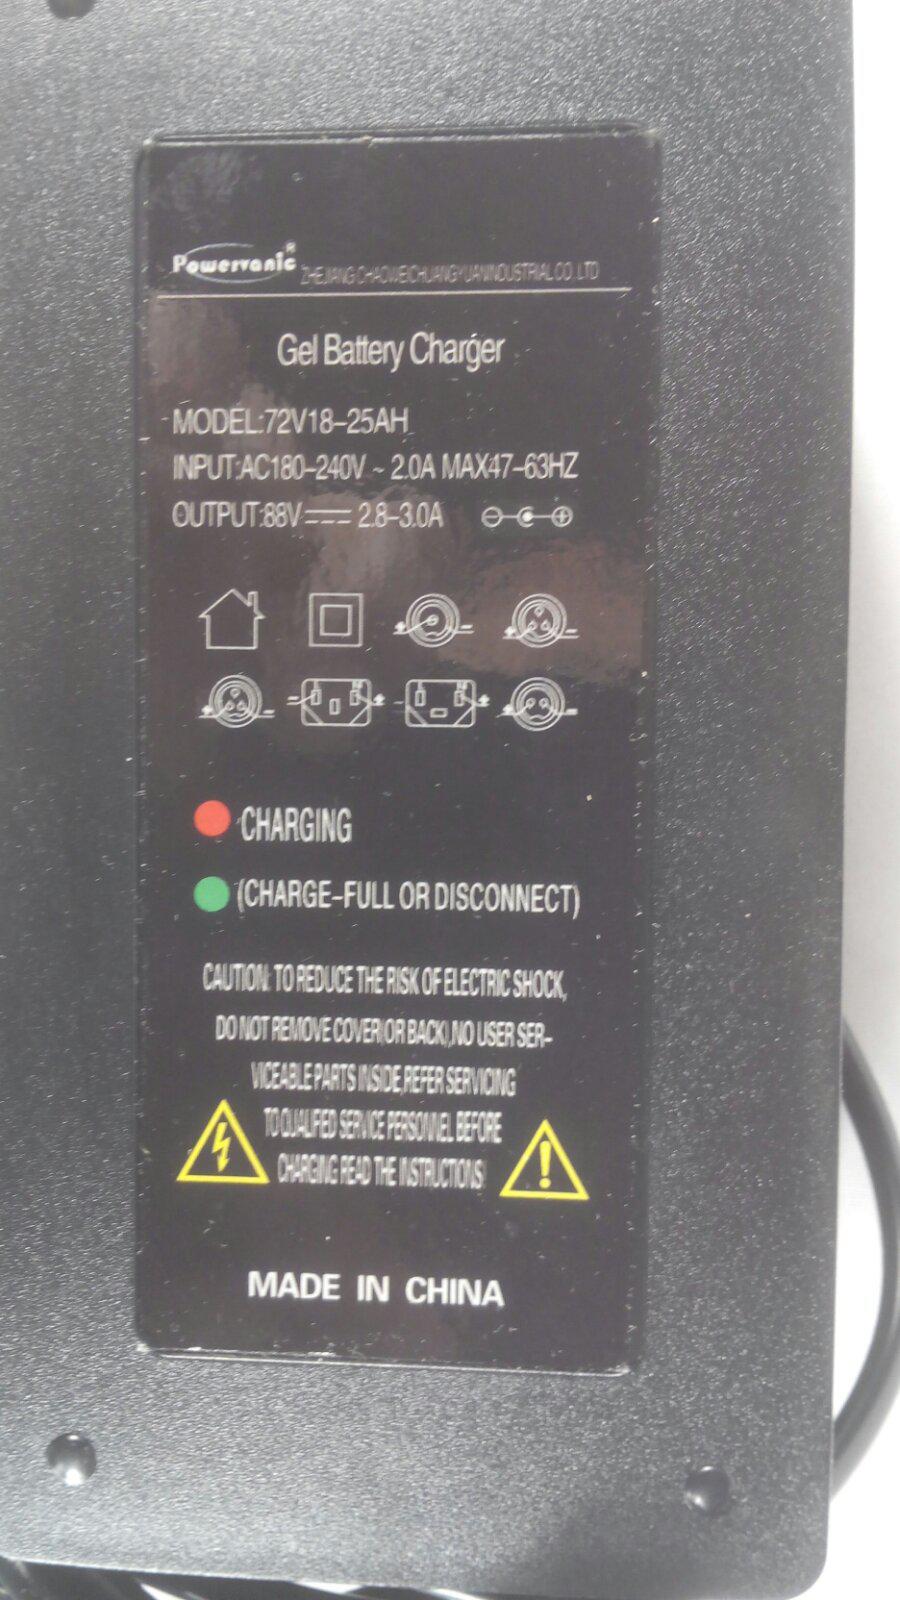 Powervanic® ZHEJIANG CHAOWEICHUANGYUANINDUSTRIAL CO. LTD
Gel Battery Charger
MODEL:72V18-25AH
INPUT:AC180-240V ~ 2.0A MAX47-63HZ
OUTPUT:88V⎓ 2.8-3.0A
CHARGING
(CHARGE-FULL OR DISCONNECT)
CAUTION: TO REDUCE THE RISK OF ELECTRIC SHOCK,
DO NOT REMOVE COVER(OR BACK),NO USER SER-
VICEABLE PARTS INSIDE,REFER SERVICING
TO QUALIFIED SERVICE PERSONNEL BEFORE
CHARGING READ THE INSTRUCTIONS!
MADE IN CHINA